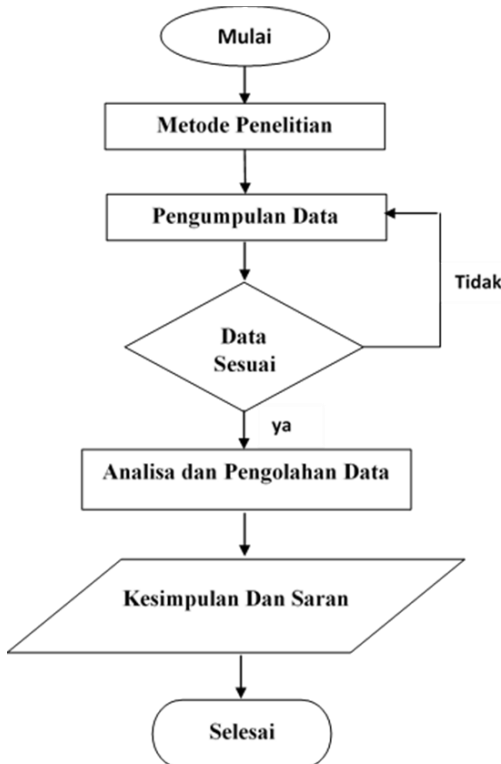 Mulai
Metode Penelitian
Pengumpulan Data
Tidak
Data
Sesuai
ya
Analisa dan Pengolahan Data
Kesimpulan Dan Saran
Selesai